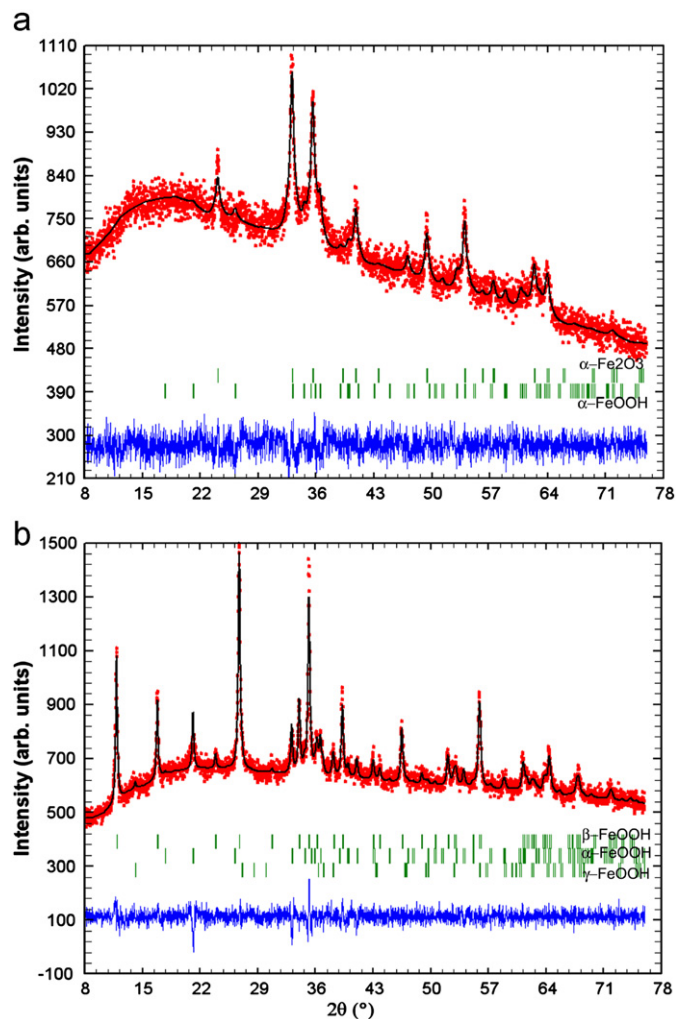 a
1110
1020
930
840
750
660
570
480
390
300
210
Intensity (arb. units)
α-Fe2O3
α-FeOOH
8 15 22 29 36 43 50 57 64 71 78
b
1500
1300
1100
900
700
500
300
100
-100
Intensity (arb. units)
β-FeOOH
α-FeOOH
γ-FeOOH
8 15 22 29 36 43 50 57 64 71 78
2θ (°)